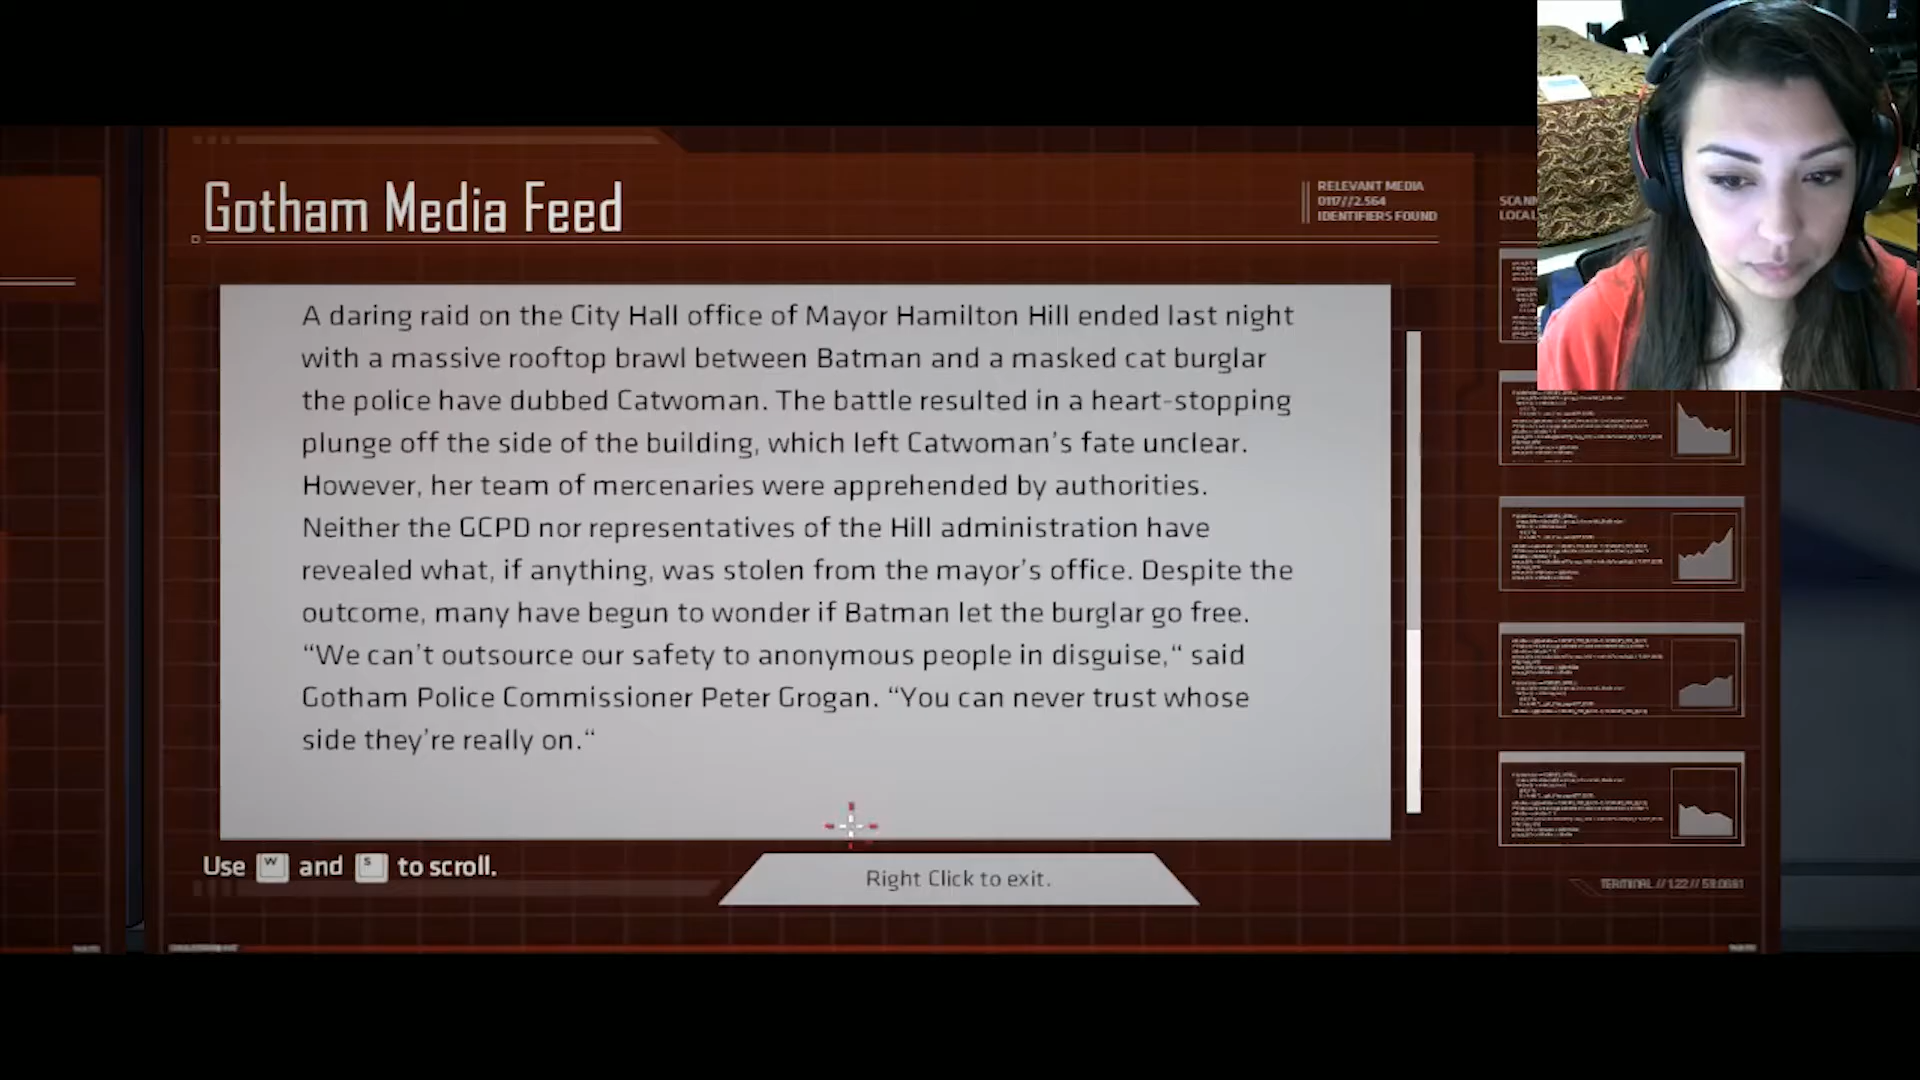 Gotham Media Feed
RELEVANT MEDIA
0117//2.564
IDENTIFIERS FOUND
A daring raid on the City Hall office of Mayor Hamilton Hill ended last night
with a massive rooftop brawl between Batman and a masked cat burglar
the police have dubbed Catwoman. The battle resulted in a heart-stopping
plunge off the side of the building, which left Catwoman's fate unclear.
However, her team of mercenaries were apprehended by authorities.
Neither the GCPD nor representatives of the Hill administration have
revealed what, if anything, was stolen from the mayor's office. Despite the
outcome, many have begun to wonder if Batman let the burglar go free.
“We can't outsource our safety to anonymous people in disguise,“ said
Gotham Police Commissioner Peter Grogan. “You can never trust whose
side they're really on.“
Use W and S to scroll.
Right Click to exit.